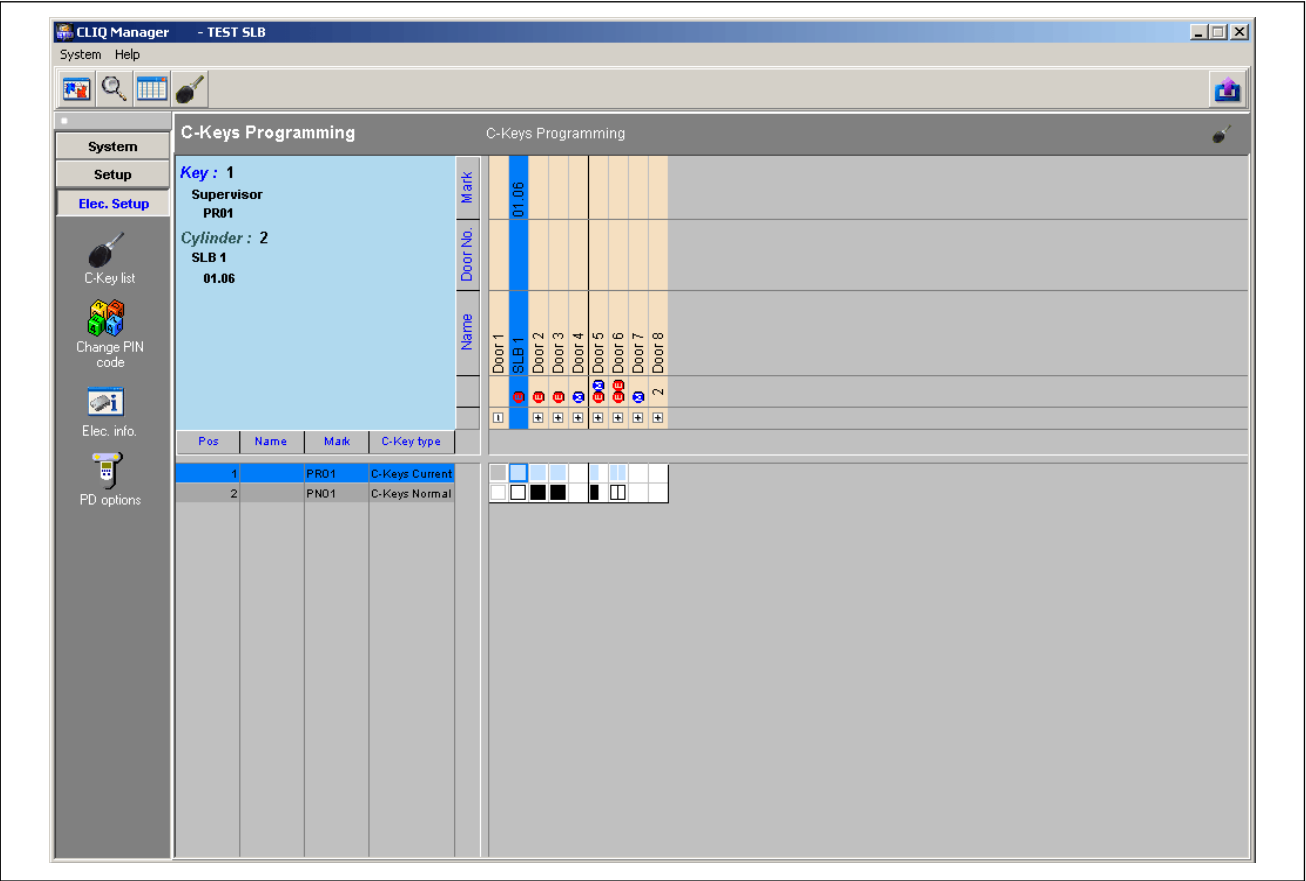 CLIQ Manager - TEST SLB
System Help
C-Keys Programming
C-Keys Programming
System
Setup
Elec. Setup
C-Key list
Change PIN
code
Elec. info.
PD options
Key : 1
Supervisor
PR01
Cylinder : 2
SLB 1
01.06
Mark
Door No.
Name
01.06
Door 1
SLB 1
Door 2
Door 3
Door 4
Door 5
Door 6
Door 7
Door 8
E
E
E
M
E M
E E
M
2
Pos Name Mark C-Key type
1 PR01 C-Keys Current
2 PN01 C-Keys Normal